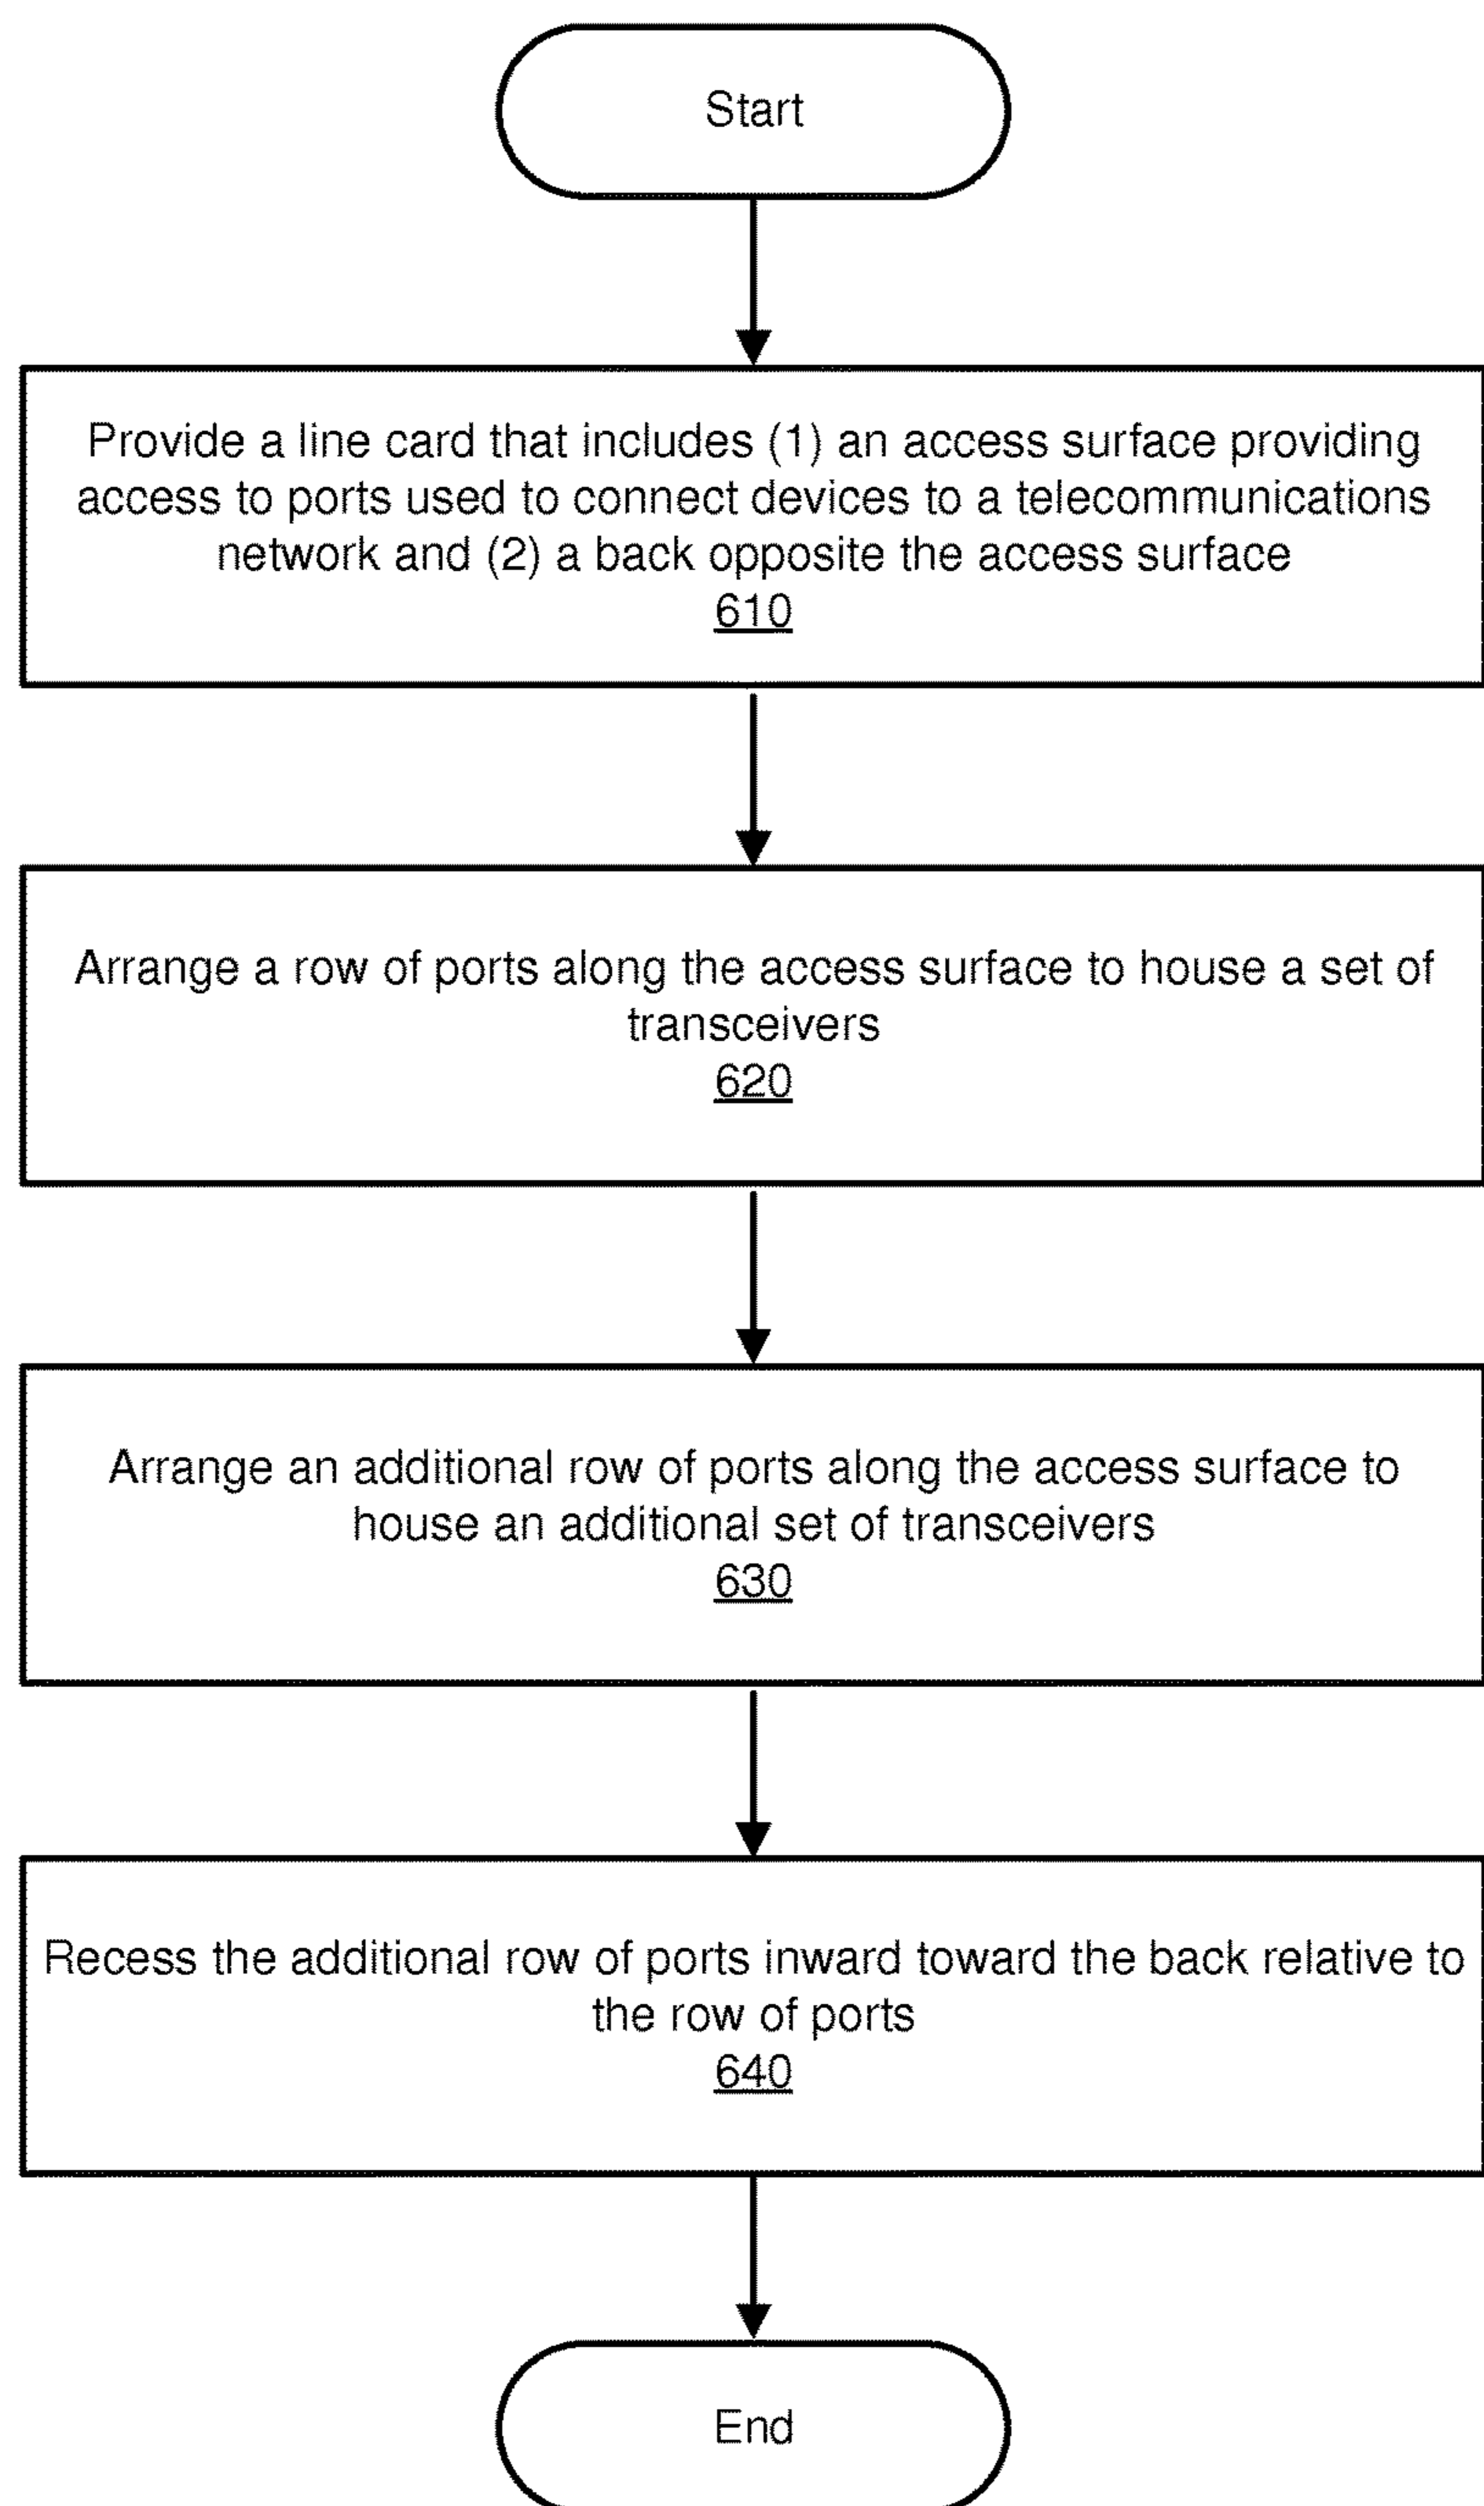 Start
Provide a line card that includes (1) an access surface providing
access to ports used to connect devices to a telecommunications
network and (2) a back opposite the access surface
610
Arrange a row of ports along the access surface to house a set of
transceivers
620
Arrange an additional row of ports along the access surface to
house an additional set of transceivers
630
Recess the additional row of ports inward toward the back relative to
the row of ports
640
End